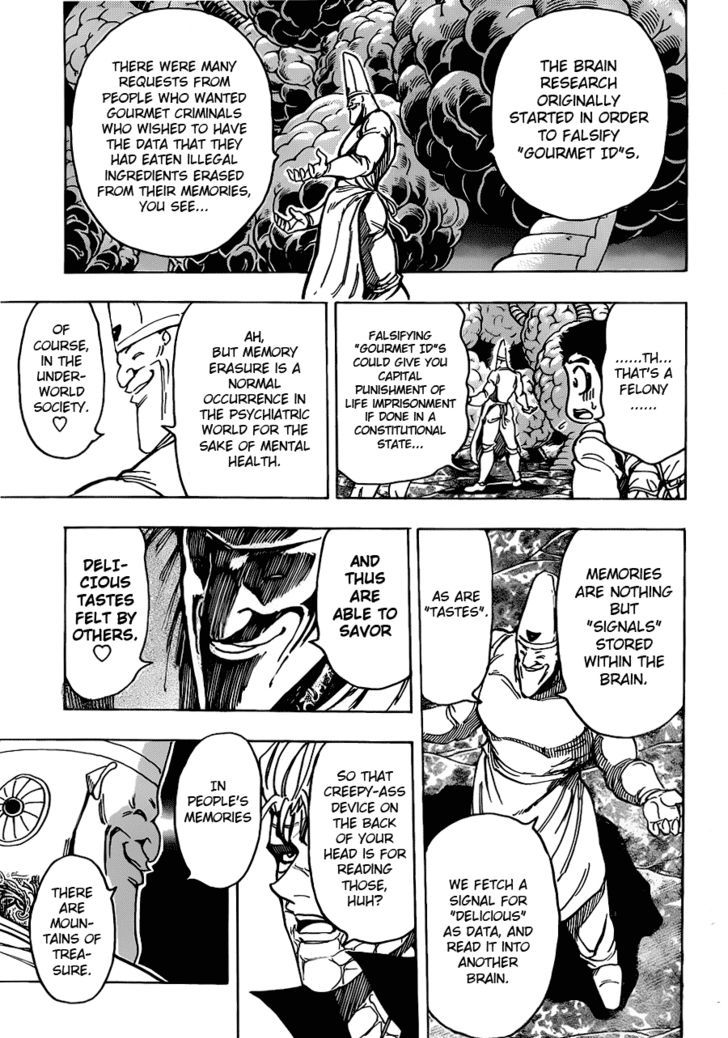 THE BRAIN
RESEARCH
ORIGINALLY
STARTED IN ORDER
TO FALSIFY
"GOURMET ID"S.
THERE WERE MANY
REQUESTS FROM
PEOPLE WHO WANTED
GOURMET CRIMINALS
WHO WISHED TO HAVE
THE DATA THAT THEY
HAD EATEN ILLEGAL
INGREDIENTS ERASED
FROM THEIR MEMORIES,
YOU SEE...
......TH...
THAT'S A
FELONY
......
FALSIFYING
"GOURMET ID"S
COULD GIVE YOU
CAPITAL
PUNISHMENT OF
LIFE IMPRISONMENT
IF DONE IN A
CONSTITUTIONAL
STATE...
AH,
BUT MEMORY
ERASURE IS A
NORMAL
OCCURRENCE IN
THE PSYCHIATRIC
WORLD FOR THE
SAKE OF MENTAL
HEALTH.
OF
COURSE,
IN THE
UNDER-
WORLD
SOCIETY.
♡
MEMORIES
ARE NOTHING
BUT
"SIGNALS"
STORED
WITHIN THE
BRAIN.
AS ARE
"TASTES".
WE FETCH A
SIGNAL FOR
"DELICIOUS"
AS DATA, AND
READ IT INTO
ANOTHER
BRAIN.
AND
THUS
ARE
ABLE TO
SAVOR
DELI-
CIOUS
TASTES
FELT BY
OTHERS.
♡
SO THAT
CREEPY-ASS
DEVICE ON
THE BACK
OF YOUR
HEAD IS FOR
READING
THOSE,
HUH?
IN
PEOPLE'S
MEMORIES
THERE
ARE
MOUN-
TAINS OF
TREA-
SURE.